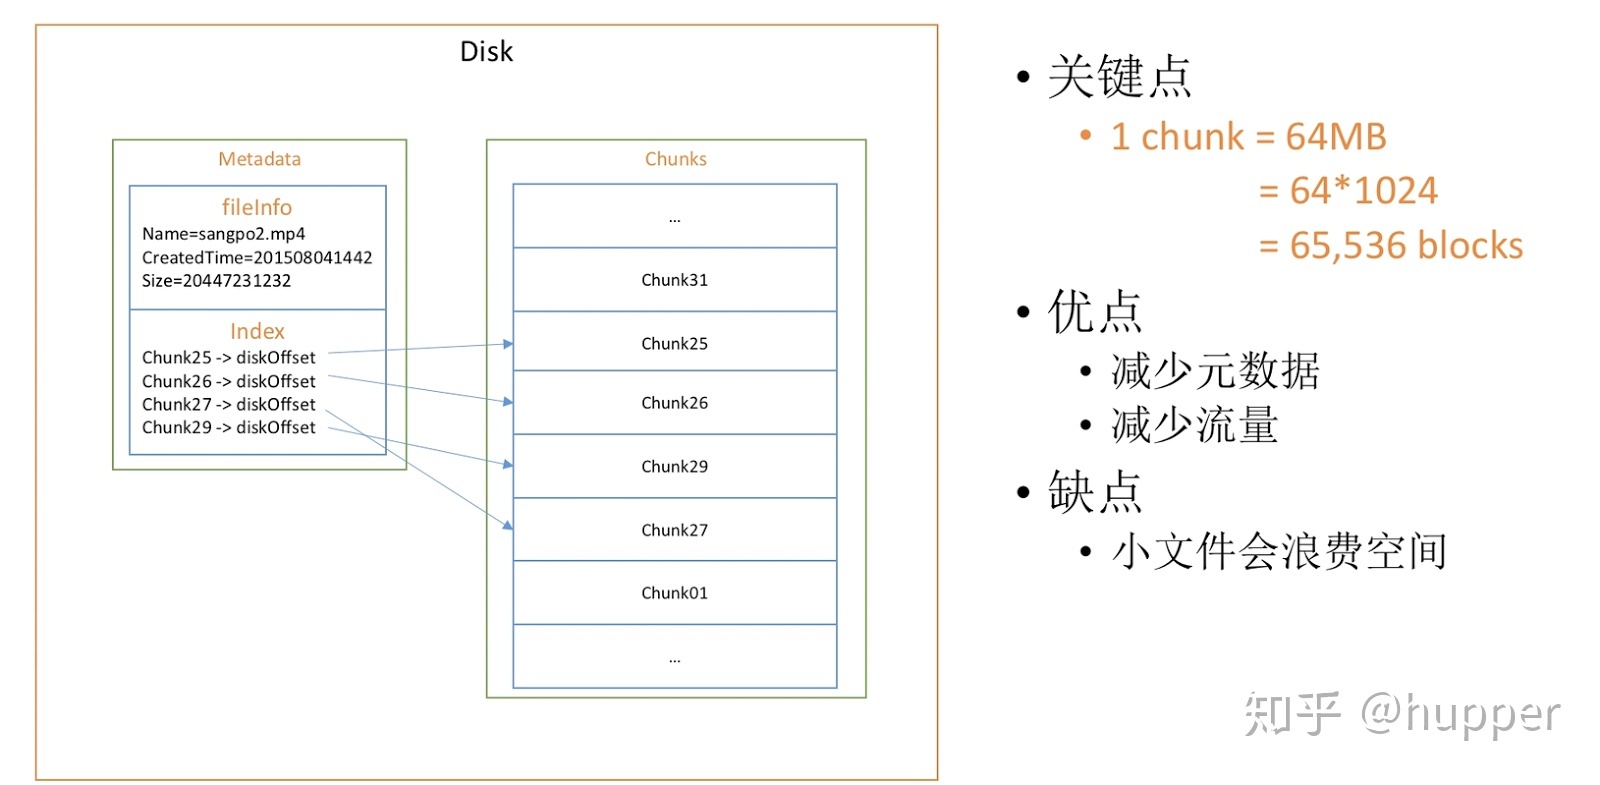 Disk
Metadata
fileInfo
Name=sangpo2.mp4
CreatedTime=201508041442
Size=20447231232
Index
Chunk25 -> diskOffset
Chunk26 -> diskOffset
Chunk27 -> diskOffset
Chunk29 -> diskOffset
Chunks
...
Chunk31
Chunk25
Chunk26
Chunk29
Chunk27
Chunk01
...
• 关键点
• 1 chunk = 64MB
= 64*1024
= 65,536 blocks
• 优点
• 减少元数据
• 减少流量
• 缺点
• 小文件会浪费空间
知乎 @hupper